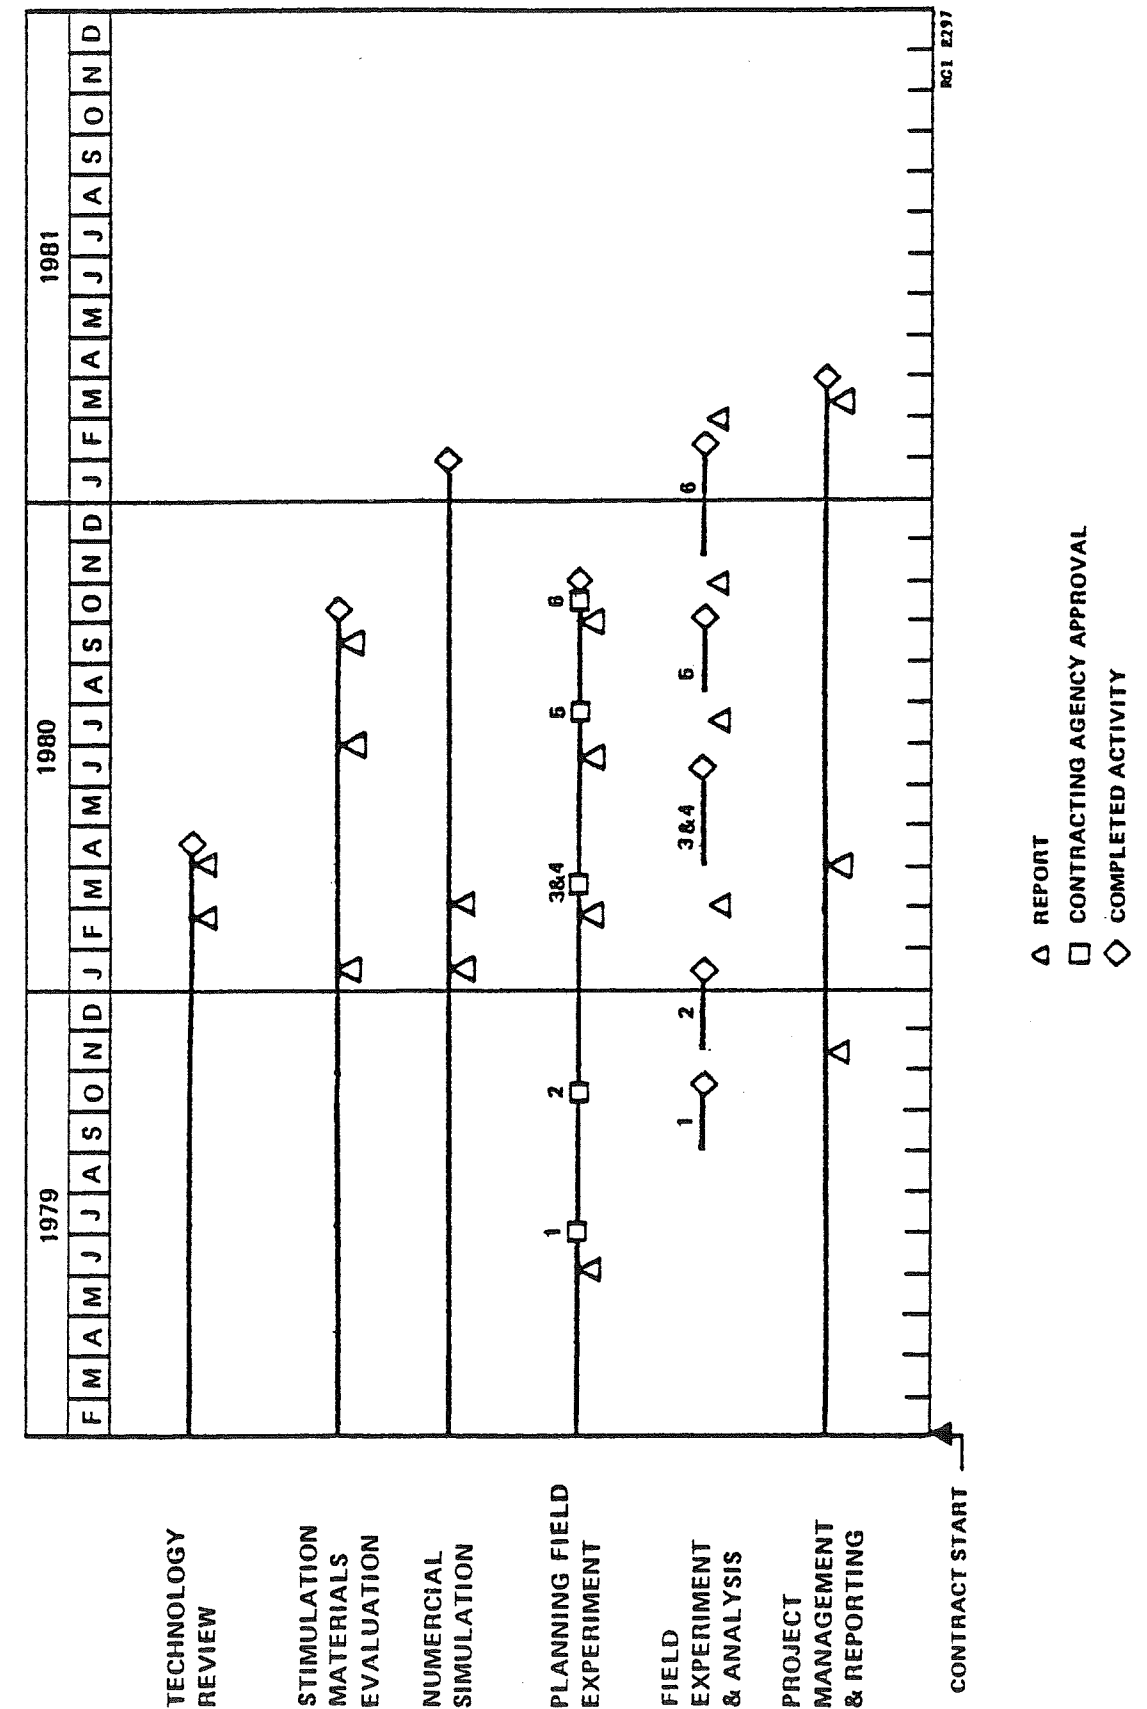 1979 1980 1981
F M A M J J A S O N D J F M A M J J A S O N D J F M A M J J A S O N D
TECHNOLOGY
REVIEW
STIMULATION
MATERIALS
EVALUATION
NUMERCIAL
SIMULATION
1 2 3&4 5 6
PLANNING FIELD
EXPERIMENT
FIELD
EXPERIMENT
& ANALYSIS
1 2 3&4 5 6
PROJECT
MANAGEMENT
& REPORTING
CONTRACT START
RG1 E297
REPORT
CONTRACTING AGENCY APPROVAL
COMPLETED ACTIVITY